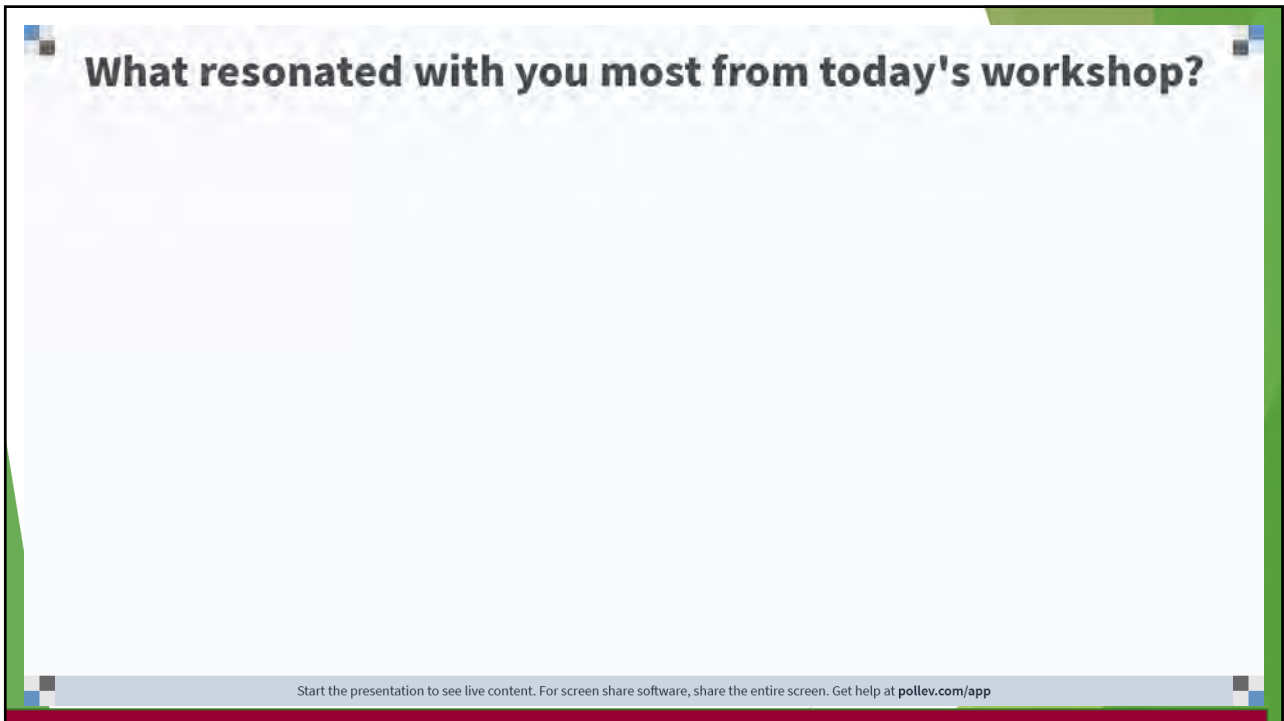 What resonated with you most from today's workshop?
Start the presentation to see live content. For screen share software, share the entire screen. Get help at pollev.com/app